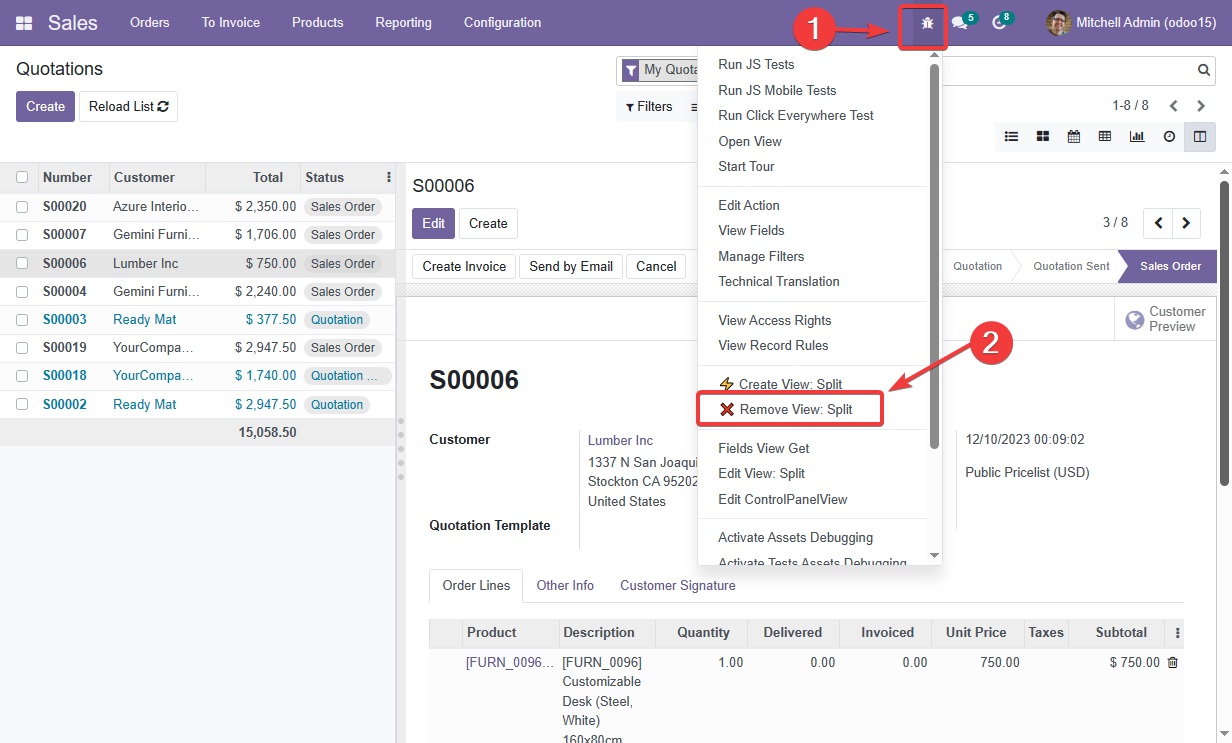 Sales Orders To Invoice Products Reporting Configuration 1 5 8 Mitchell Admin (odoo15)
Quotations
My Quota
Create Reload List
Filters
1-8 / 8
Number Customer Total Status
S00020 Azure Interio... $ 2,350.00 Sales Order
S00007 Gemini Furni... $ 1,706.00 Sales Order
S00006 Lumber Inc $ 750.00 Sales Order
S00004 Gemini Furni... $ 2,240.00 Sales Order
S00003 Ready Mat $ 377.50 Quotation
S00019 YourCompa... $ 2,947.50 Sales Order
S00018 YourCompa... $ 1,740.00 Quotation ...
S00002 Ready Mat $ 2,947.50 Quotation
15,058.50
Run JS Tests
Run JS Mobile Tests
Run Click Everywhere Test
Open View
Start Tour
Edit Action
View Fields
Manage Filters
Technical Translation
View Access Rights
View Record Rules
Create View: Split
Remove View: Split
2
Fields View Get
Edit View: Split
Edit ControlPanelView
Activate Assets Debugging
Activate Tests Assets Debugging
S00006
Edit Create
3 / 8
Create Invoice Send by Email Cancel
Quotation Quotation Sent Sales Order
Customer
Preview
S00006
Customer
Lumber Inc
1337 N San Joaqui
Stockton CA 95202
United States
12/10/2023 00:09:02
Public Pricelist (USD)
Quotation Template
Order Lines Other Info Customer Signature
Product Description Quantity Delivered Invoiced Unit Price Taxes Subtotal
[FURN_0096... [FURN_0096] 1.00 0.00 0.00 750.00 $ 750.00
Customizable
Desk (Steel,
White)
160x80cm